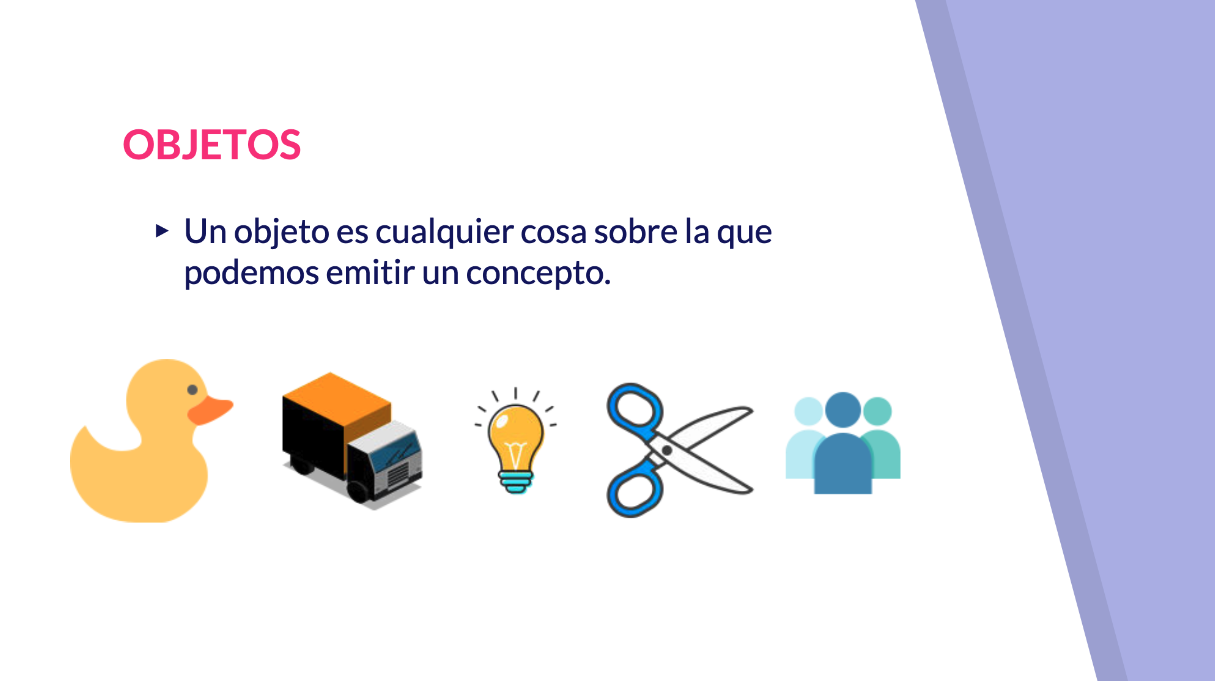 OBJETOS
Un objeto es cualquier cosa sobre la que
podemos emitir un concepto.